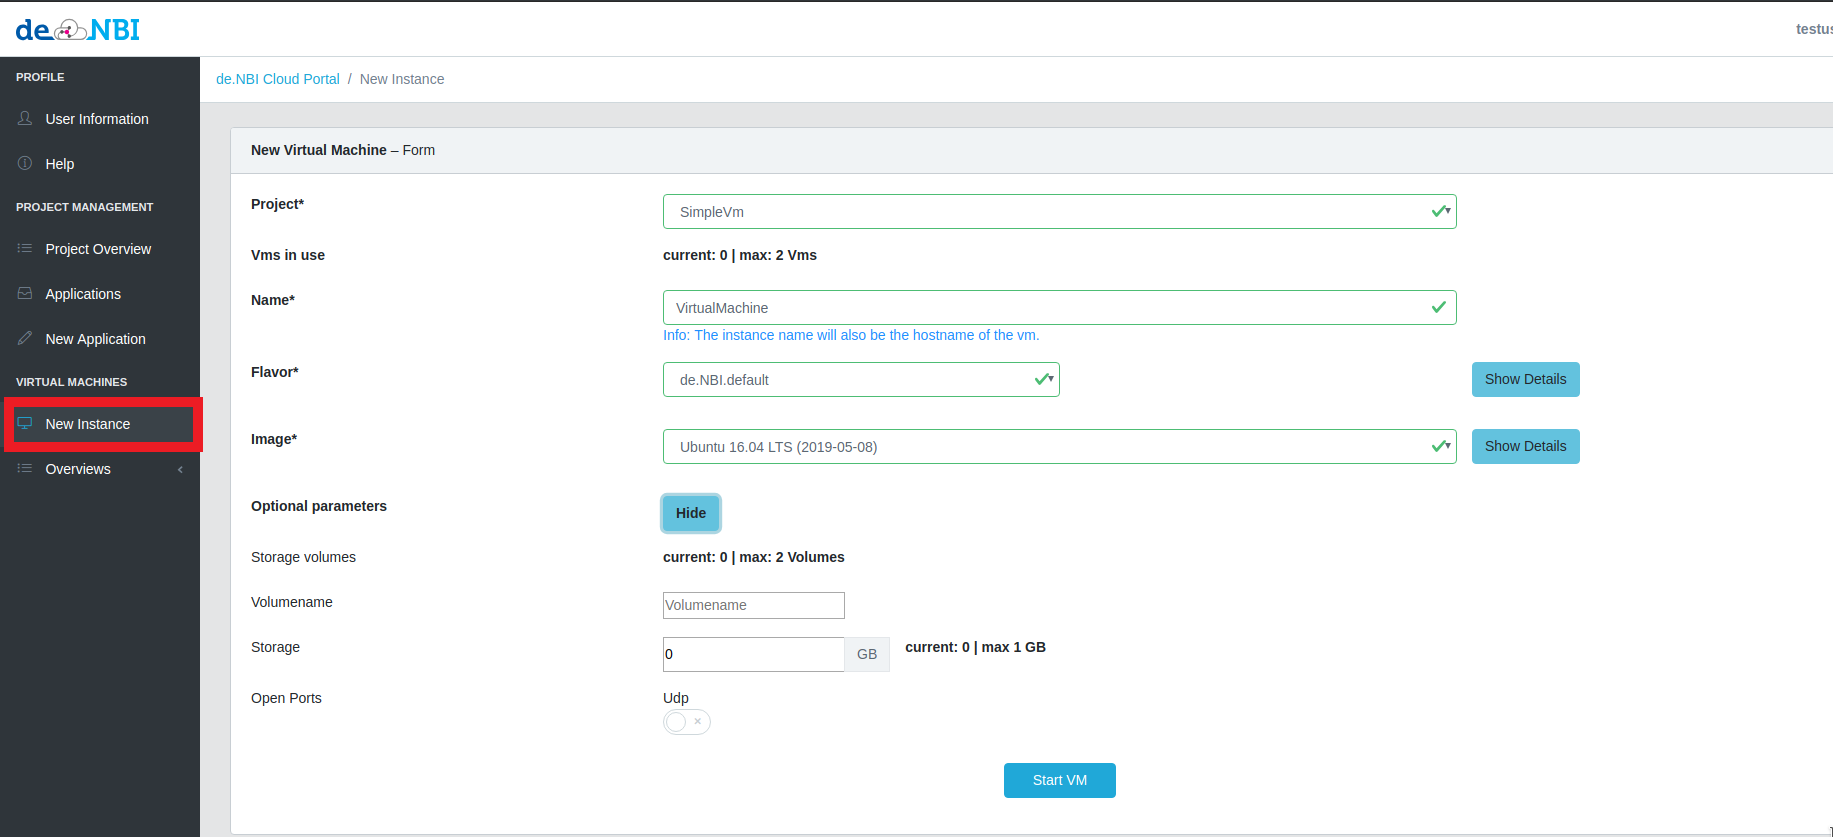 de.NBI
testus
PROFILE
User Information
Help
PROJECT MANAGEMENT
Project Overview
Applications
New Application
VIRTUAL MACHINES
New Instance
Overviews
de.NBI Cloud Portal / New Instance
New Virtual Machine – Form
Project*
SimpleVm
Vms in use
current: 0 | max: 2 Vms
Name*
VirtualMachine
Info: The instance name will also be the hostname of the vm.
Flavor*
de.NBI.default
Show Details
Image*
Ubuntu 16.04 LTS (2019-05-08)
Show Details
Optional parameters
Hide
Storage volumes
current: 0 | max: 2 Volumes
Volumename
Volumename
Storage
0 GB
current: 0 | max 1 GB
Open Ports
Udp
Start VM